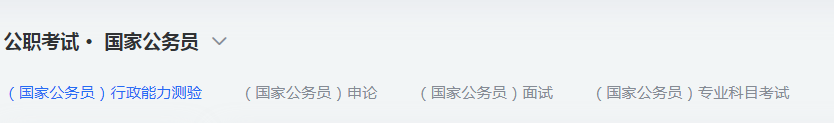 公职考试• 国家公务员
（国家公务员）行政能力测验 （国家公务员）申论 （国家公务员）面试 （国家公务员）专业科目考试